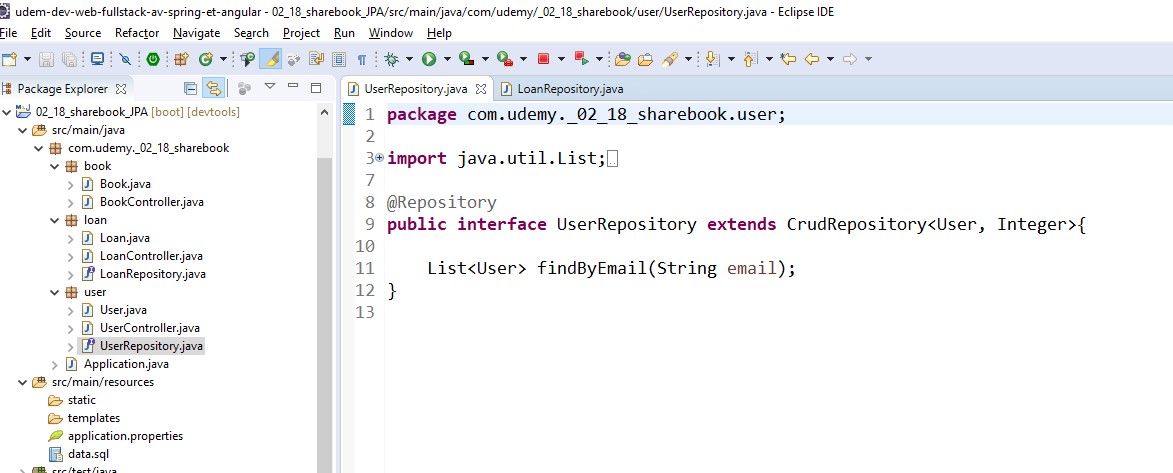 udem-dev-web-fullstack-av-spring-et-angular - 02_18_sharebook_JPA/src/main/java/com/udemy/_02_18_sharebook/user/UserRepository.java - Eclipse IDE
File Edit Source Refactor Navigate Search Project Run Window Help
Package Explorer
02_18_sharebook_JPA [boot] [devtools]
src/main/java
com.udemy._02_18_sharebook
book
Book.java
BookController.java
loan
Loan.java
LoanController.java
LoanRepository.java
user
User.java
UserController.java
UserRepository.java
Application.java
src/main/resources
static
templates
application.properties
data.sql
src/test/java
UserRepository.java LoanRepository.java
1 package com.udemy._02_18_sharebook.user;
2
3 import java.util.List;
7
8 @Repository
9 public interface UserRepository extends CrudRepository<User, Integer>{
10
11 List<User> findByEmail(String email);
12 }
13